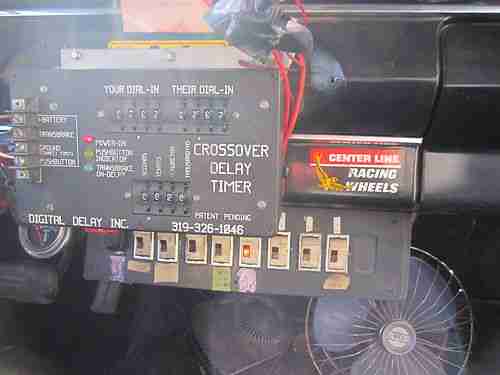 YOUR DIAL-IN THEIR DIAL-IN
BATTERY
TRANSBRAKE
GROUND
PUSHBUTTON
POWER-ON
PUSHBUTTON
INDICATOR
TRANSBRAKE
ON-DELAY
CROSSOVER
DELAY
TIMER
PATENT PENDING
DIGITAL DELAY INC.
319-326-1046
CENTER LINE
RACING
WHEELS